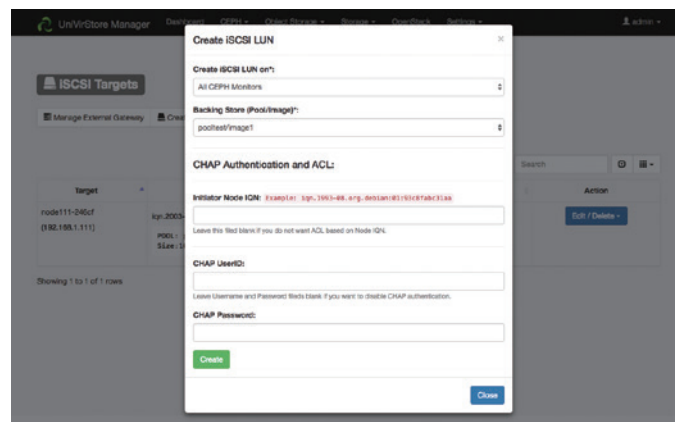 UniVirStore Manager Dashboard CEPH Object Storage Storage OpenStack Settings admin
Create iSCSI LUN ×
Create iSCSI LUN on*:
All CEPH Monitors
Backing Store (Pool/Image)*:
pooltest/image1
CHAP Authentication and ACL:
Initiator Node IQN: Example: iqn.1993-08.org.debian:01:93c8fabc31aa
Leave this filed blank if you do not want ACL based on Node IQN.
CHAP UserID:
Leave Username and Password fileds blank if you want to disable CHAP authentication.
CHAP Password:
Create
Close
iSCSI Targets
Manage External Gateway
Search
Target Action
node111-246cf
(192.168.1.111)
iqn.2003-
POOL:
Edit / Delete
Showing 1 to 1 of 1 rows